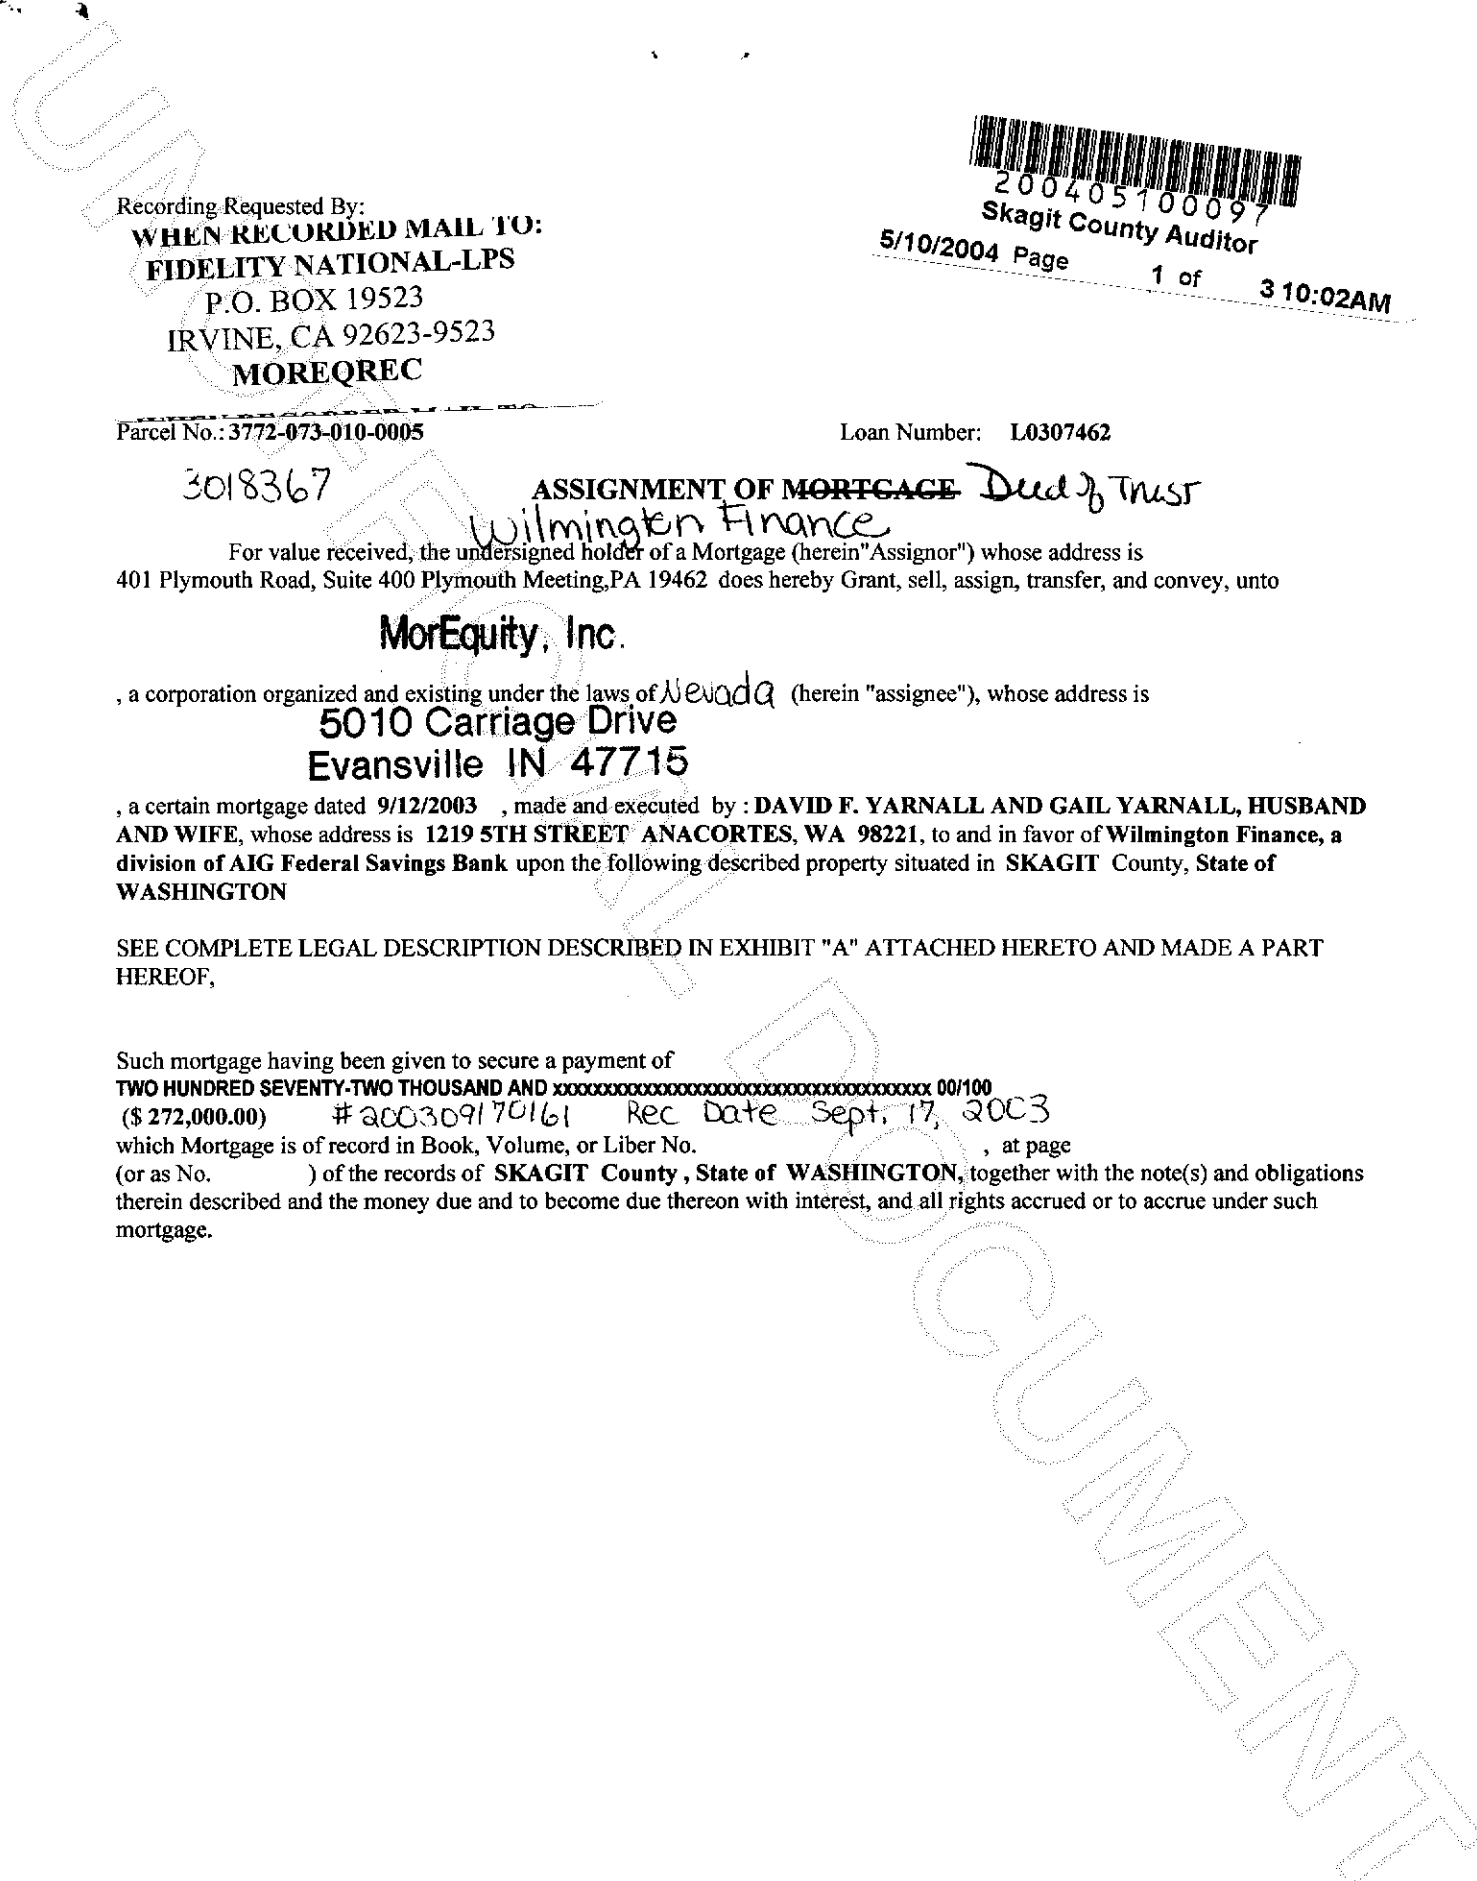 200405100097
Skagit County Auditor
5/10/2004 Page 1 of 3 10:02AM
Recording Requested By:
WHEN RECORDED MAIL TO:
FIDELITY NATIONAL-LPS
P.O. BOX 19523
IRVINE, CA 92623-9523
MOREQREC
Parcel No.: 3772-073-010-0005 Loan Number: L0307462
3018367
ASSIGNMENT OF MORTGAGE Deed of Trust
Wilmington Finance
For value received, the undersigned holder of a Mortgage (herein"Assignor") whose address is
401 Plymouth Road, Suite 400 Plymouth Meeting,PA 19462 does hereby Grant, sell, assign, transfer, and convey, unto
MorEquity, Inc.
, a corporation organized and existing under the laws of Nevada (herein "assignee"), whose address is
5010 Carriage Drive
Evansville IN 47715
, a certain mortgage dated 9/12/2003 , made and executed by : DAVID F. YARNALL AND GAIL YARNALL, HUSBAND
AND WIFE, whose address is 1219 5TH STREET ANACORTES, WA 98221, to and in favor of Wilmington Finance, a
division of AIG Federal Savings Bank upon the following described property situated in SKAGIT County, State of
WASHINGTON
SEE COMPLETE LEGAL DESCRIPTION DESCRIBED IN EXHIBIT "A" ATTACHED HERETO AND MADE A PART
HEREOF,
Such mortgage having been given to secure a payment of
TWO HUNDRED SEVENTY-TWO THOUSAND AND xxxxxxxxxxxxxxxxxxxxxxxxxxxxxxxxxxxxxx 00/100
($ 272,000.00) #200309170161 Rec Date Sept. 17, 2003
which Mortgage is of record in Book, Volume, or Liber No. , at page
(or as No. ) of the records of SKAGIT County , State of WASHINGTON, together with the note(s) and obligations
therein described and the money due and to become due thereon with interest, and all rights accrued or to accrue under such
mortgage.
UNOFFICIAL DOCUMENT